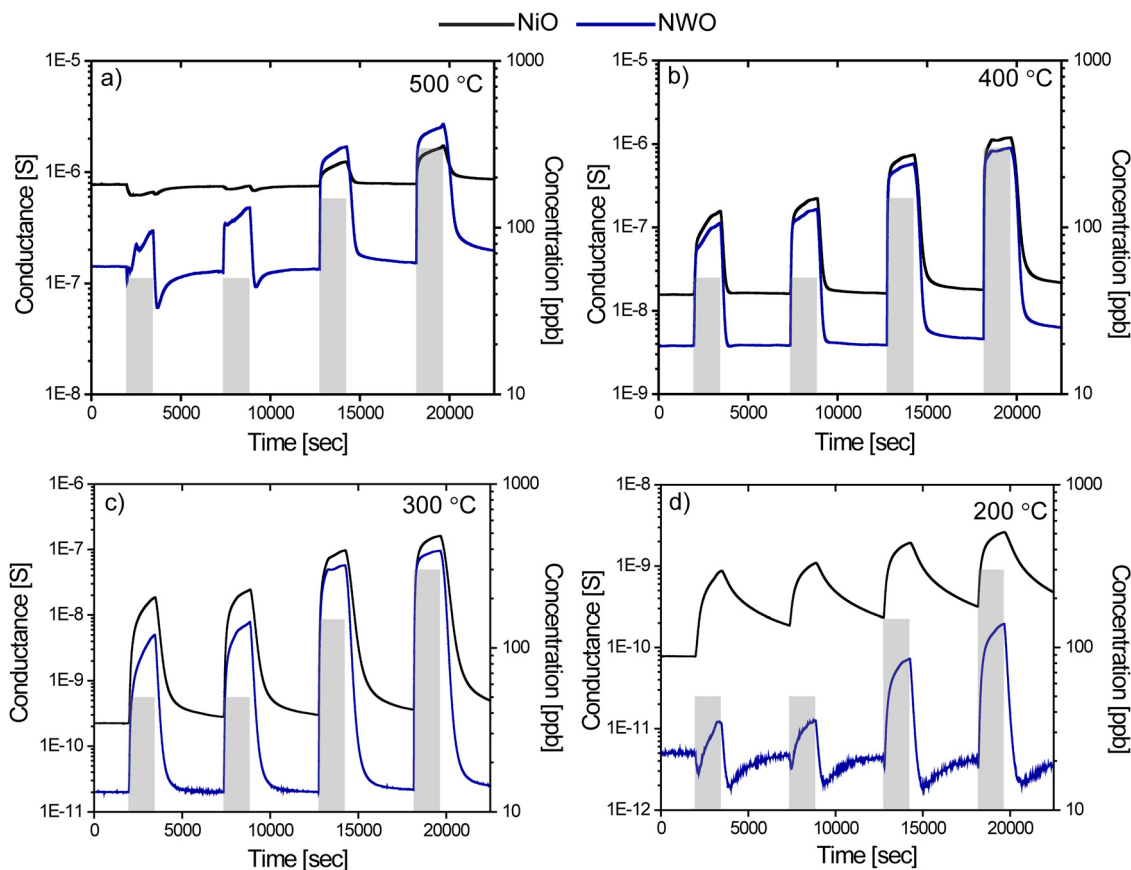 NiO NWO
a) 500 °C
1E-5
1E-6
1E-7
1E-8
Conductance [S]
1000
100
10
Concentration [ppb]
0 5000 10000 15000 20000
Time [sec]
b) 400 °C
1E-5
1E-6
1E-7
1E-8
1E-9
Conductance [S]
1000
100
10
Concentration [ppb]
0 5000 10000 15000 20000
Time [sec]
c) 300 °C
1E-6
1E-7
1E-8
1E-9
1E-10
1E-11
Conductance [S]
1000
100
10
Concentration [ppb]
0 5000 10000 15000 20000
Time [sec]
d) 200 °C
1E-8
1E-9
1E-10
1E-11
1E-12
Conductance [S]
1000
100
10
Concentration [ppb]
0 5000 10000 15000 20000
Time [sec]